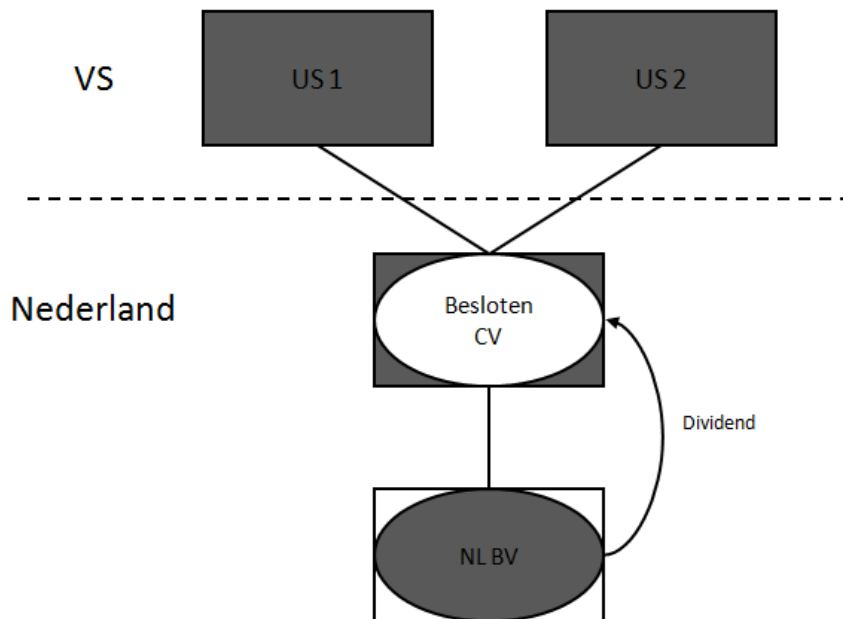 VS
US 1
US 2
Nederland
Besloten
CV
Dividend
NL BV